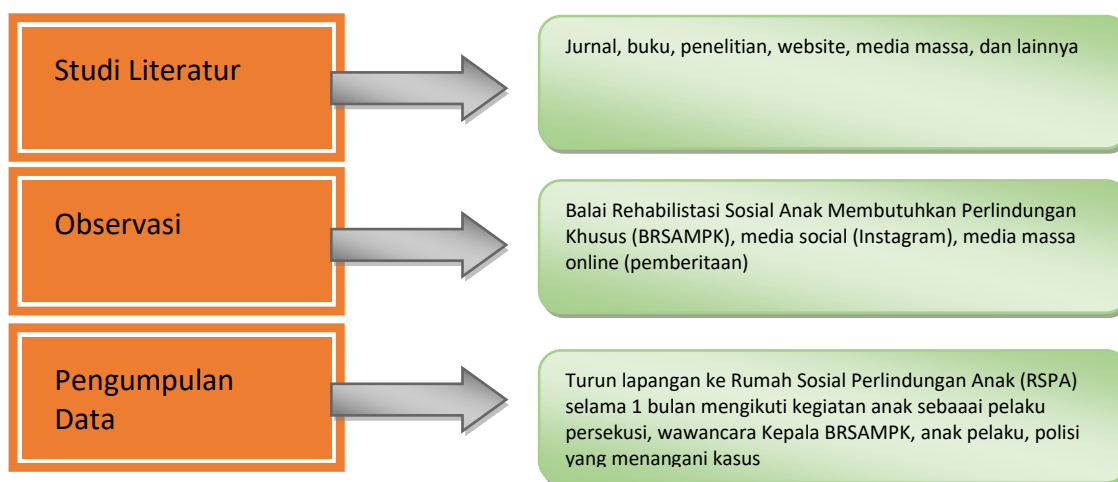 Studi Literatur
Jurnal, buku, penelitian, website, media massa, dan lainnya
Observasi
Balai Rehabilistasi Sosial Anak Membutuhkan Perlindungan
Khusus (BRSAMPK), media social (Instagram), media massa
online (pemberitaan)
Pengumpulan
Data
Turun lapangan ke Rumah Sosial Perlindungan Anak (RSPA)
selama 1 bulan mengikuti kegiatan anak sebaaai pelaku
persekusi, wawancara Kepala BRSAMPK, anak pelaku, polisi
yang menangani kasus